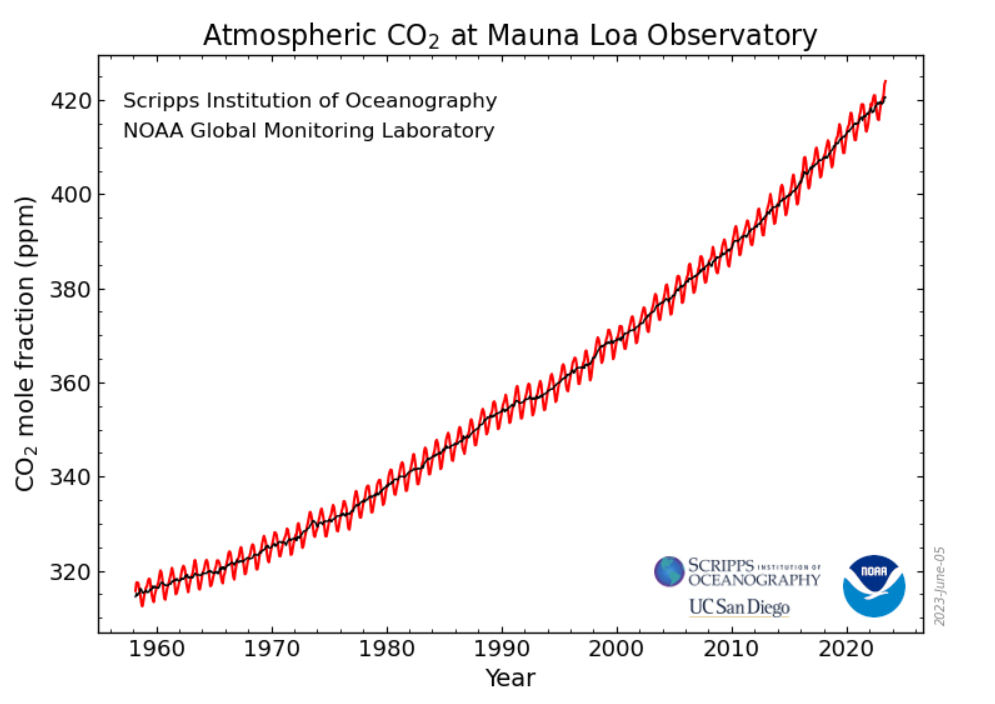 Atmospheric CO₂ at Mauna Loa Observatory
Scripps Institution of Oceanography
NOAA Global Monitoring Laboratory
CO₂ mole fraction (ppm)
420
400
380
360
340
320
SCRIPPS INSTITUTION OF
OCEANOGRAPHY
UC San Diego
NOAA
2023-June-05
1960 1970 1980 1990 2000 2010 2020
Year